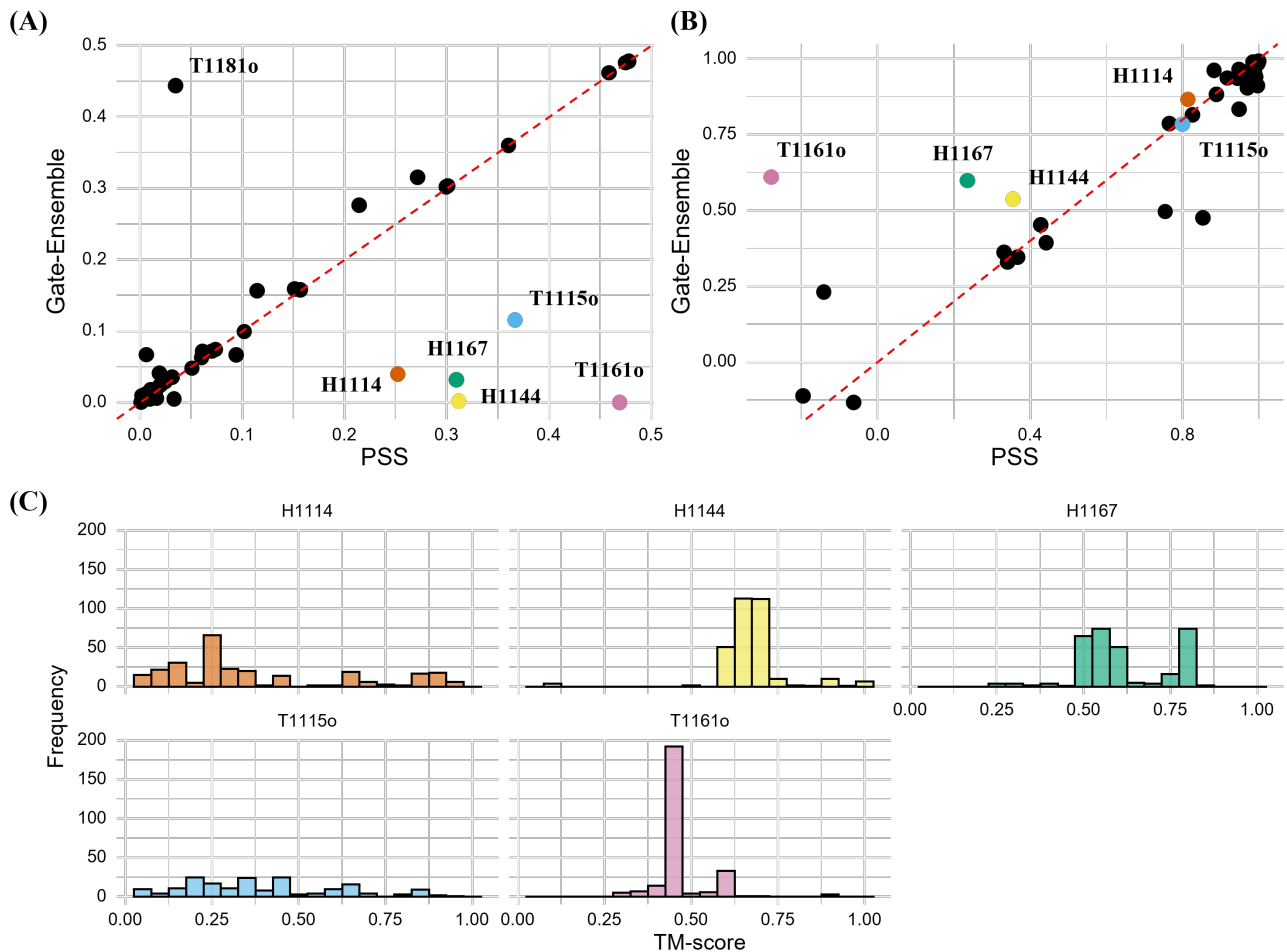 (A)
0.5
0.4
0.3
0.2
0.1
0.0
Gate-Ensemble
T1181o
T1115o
H1167
T1161o
H1114
H1144
0.0 0.1 0.2 0.3 0.4 0.5
PSS
(B)
1.00
0.75
0.50
0.25
0.00
Gate-Ensemble
H1114
T1161o
H1167
T1115o
H1144
0.0 0.4 0.8
PSS
(C)
H1114 H1144 H1167
200
150
100
50
0
0.00 0.25 0.50 0.75 1.00
T1115o T1161o
Frequency
200
150
100
50
0
0.00 0.25 0.50 0.75 1.00 0.00 0.25 0.50 0.75 1.00
TM-score